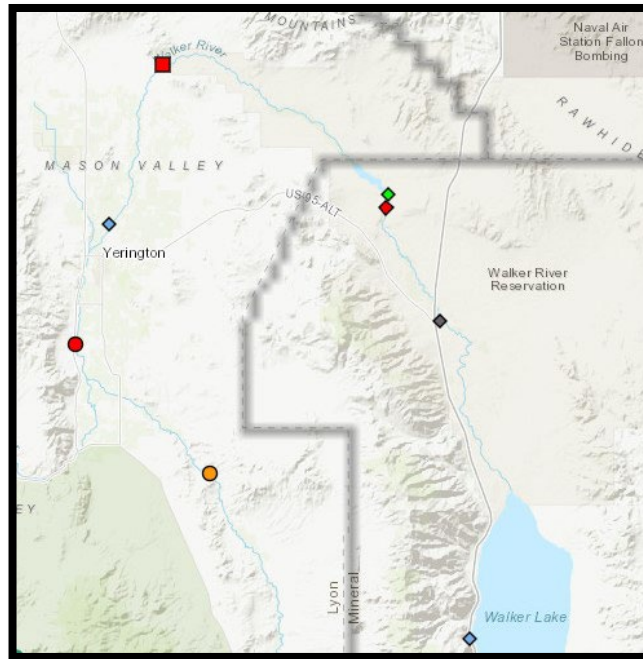 MOUNTAINS
Naval Air
Station Fallon
Bombing
Walker River
RAWHIDE
MASON VALLEY
US-95-ALT
Yerington
Walker River
Reservation
EY
Lyon
Mineral
Walker Lake